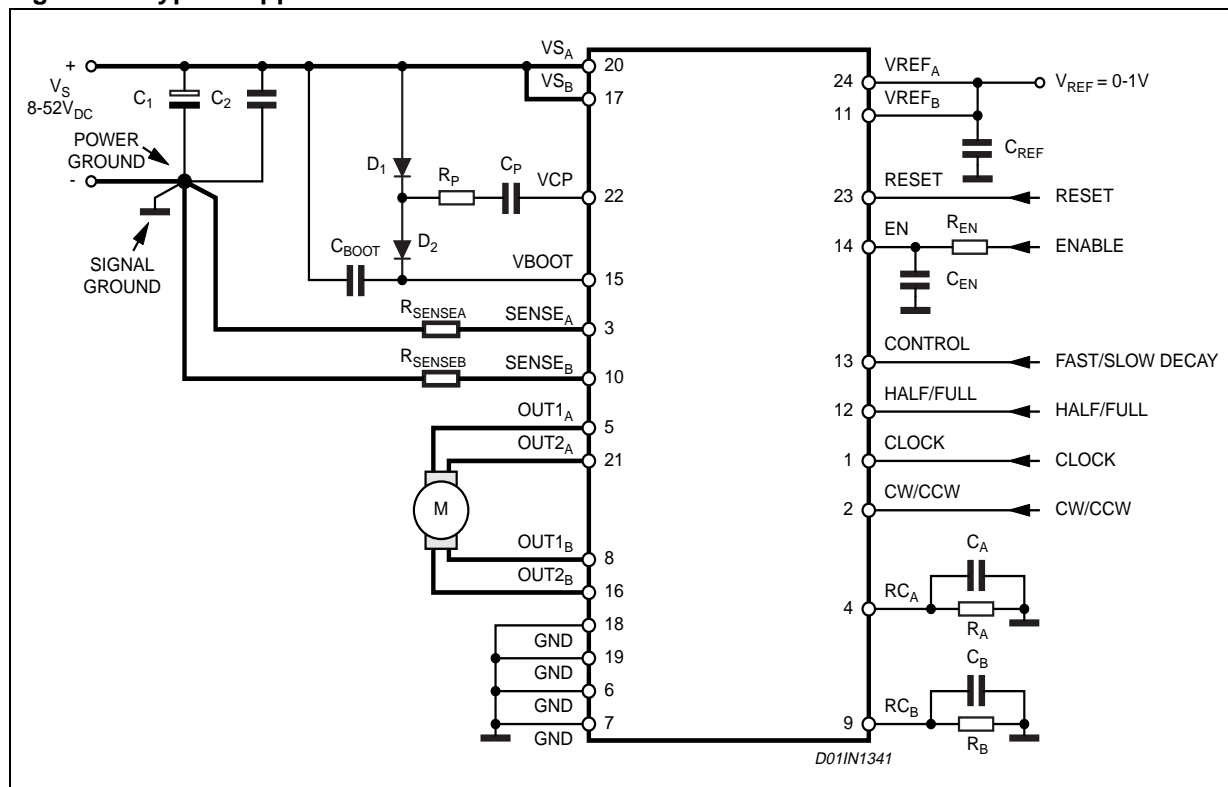 VS_A
20
VS_B
17
+
V_S
8-52V_DC
C_1
C_2
POWER
GROUND
-
SIGNAL
GROUND
D_1
R_P
C_P
VCP
22
D_2
C_BOOT
VBOOT
15
R_SENSEA
SENSE_A
3
R_SENSEB
SENSE_B
10
OUT1_A
5
OUT2_A
21
M
OUT1_B
8
OUT2_B
16
18
GND
19
GND
6
GND
7
GND
VREF_A
24
V_REF = 0-1V
VREF_B
11
C_REF
RESET
23
RESET
EN
R_EN
14
ENABLE
C_EN
CONTROL
13
FAST/SLOW DECAY
HALF/FULL
12
HALF/FULL
CLOCK
1
CLOCK
CW/CCW
2
CW/CCW
C_A
RC_A
4
R_A
C_B
RC_B
9
R_B
D01IN1341